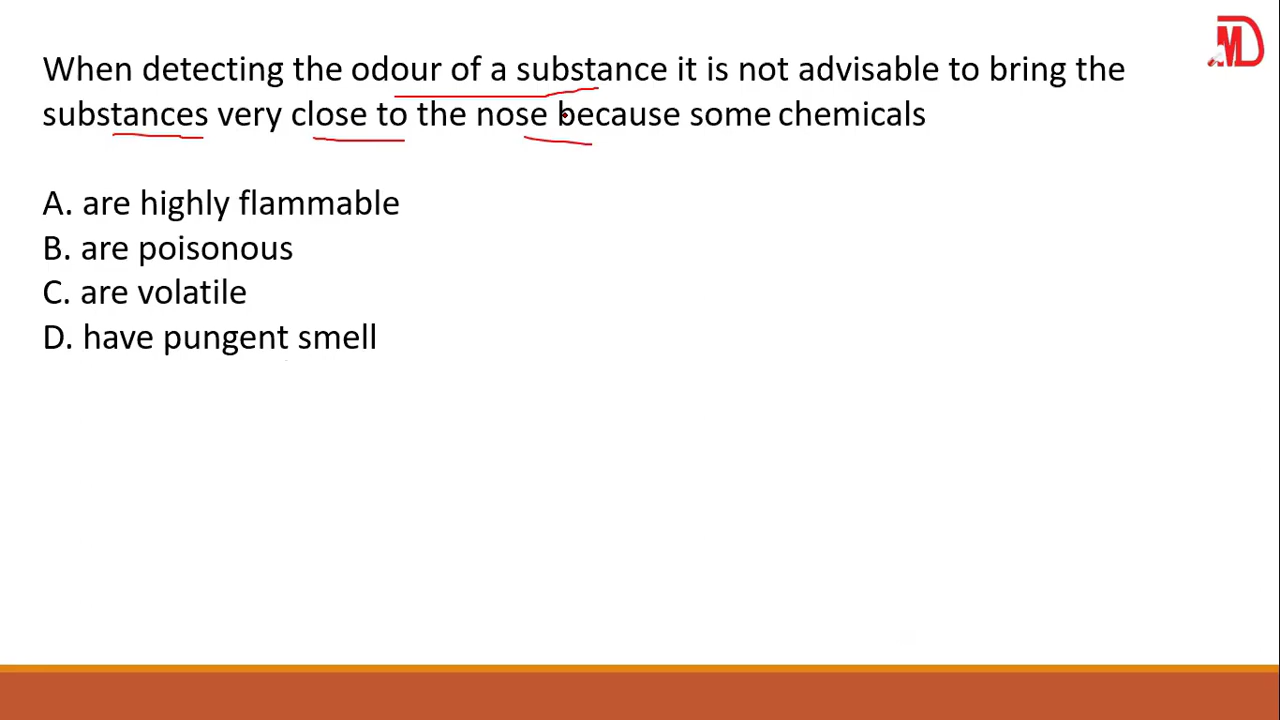 When detecting the odour of a substance it is not advisable to bring the
substances very close to the nose because some chemicals
A. are highly flammable
B. are poisonous
C. are volatile
D. have pungent smell
MD